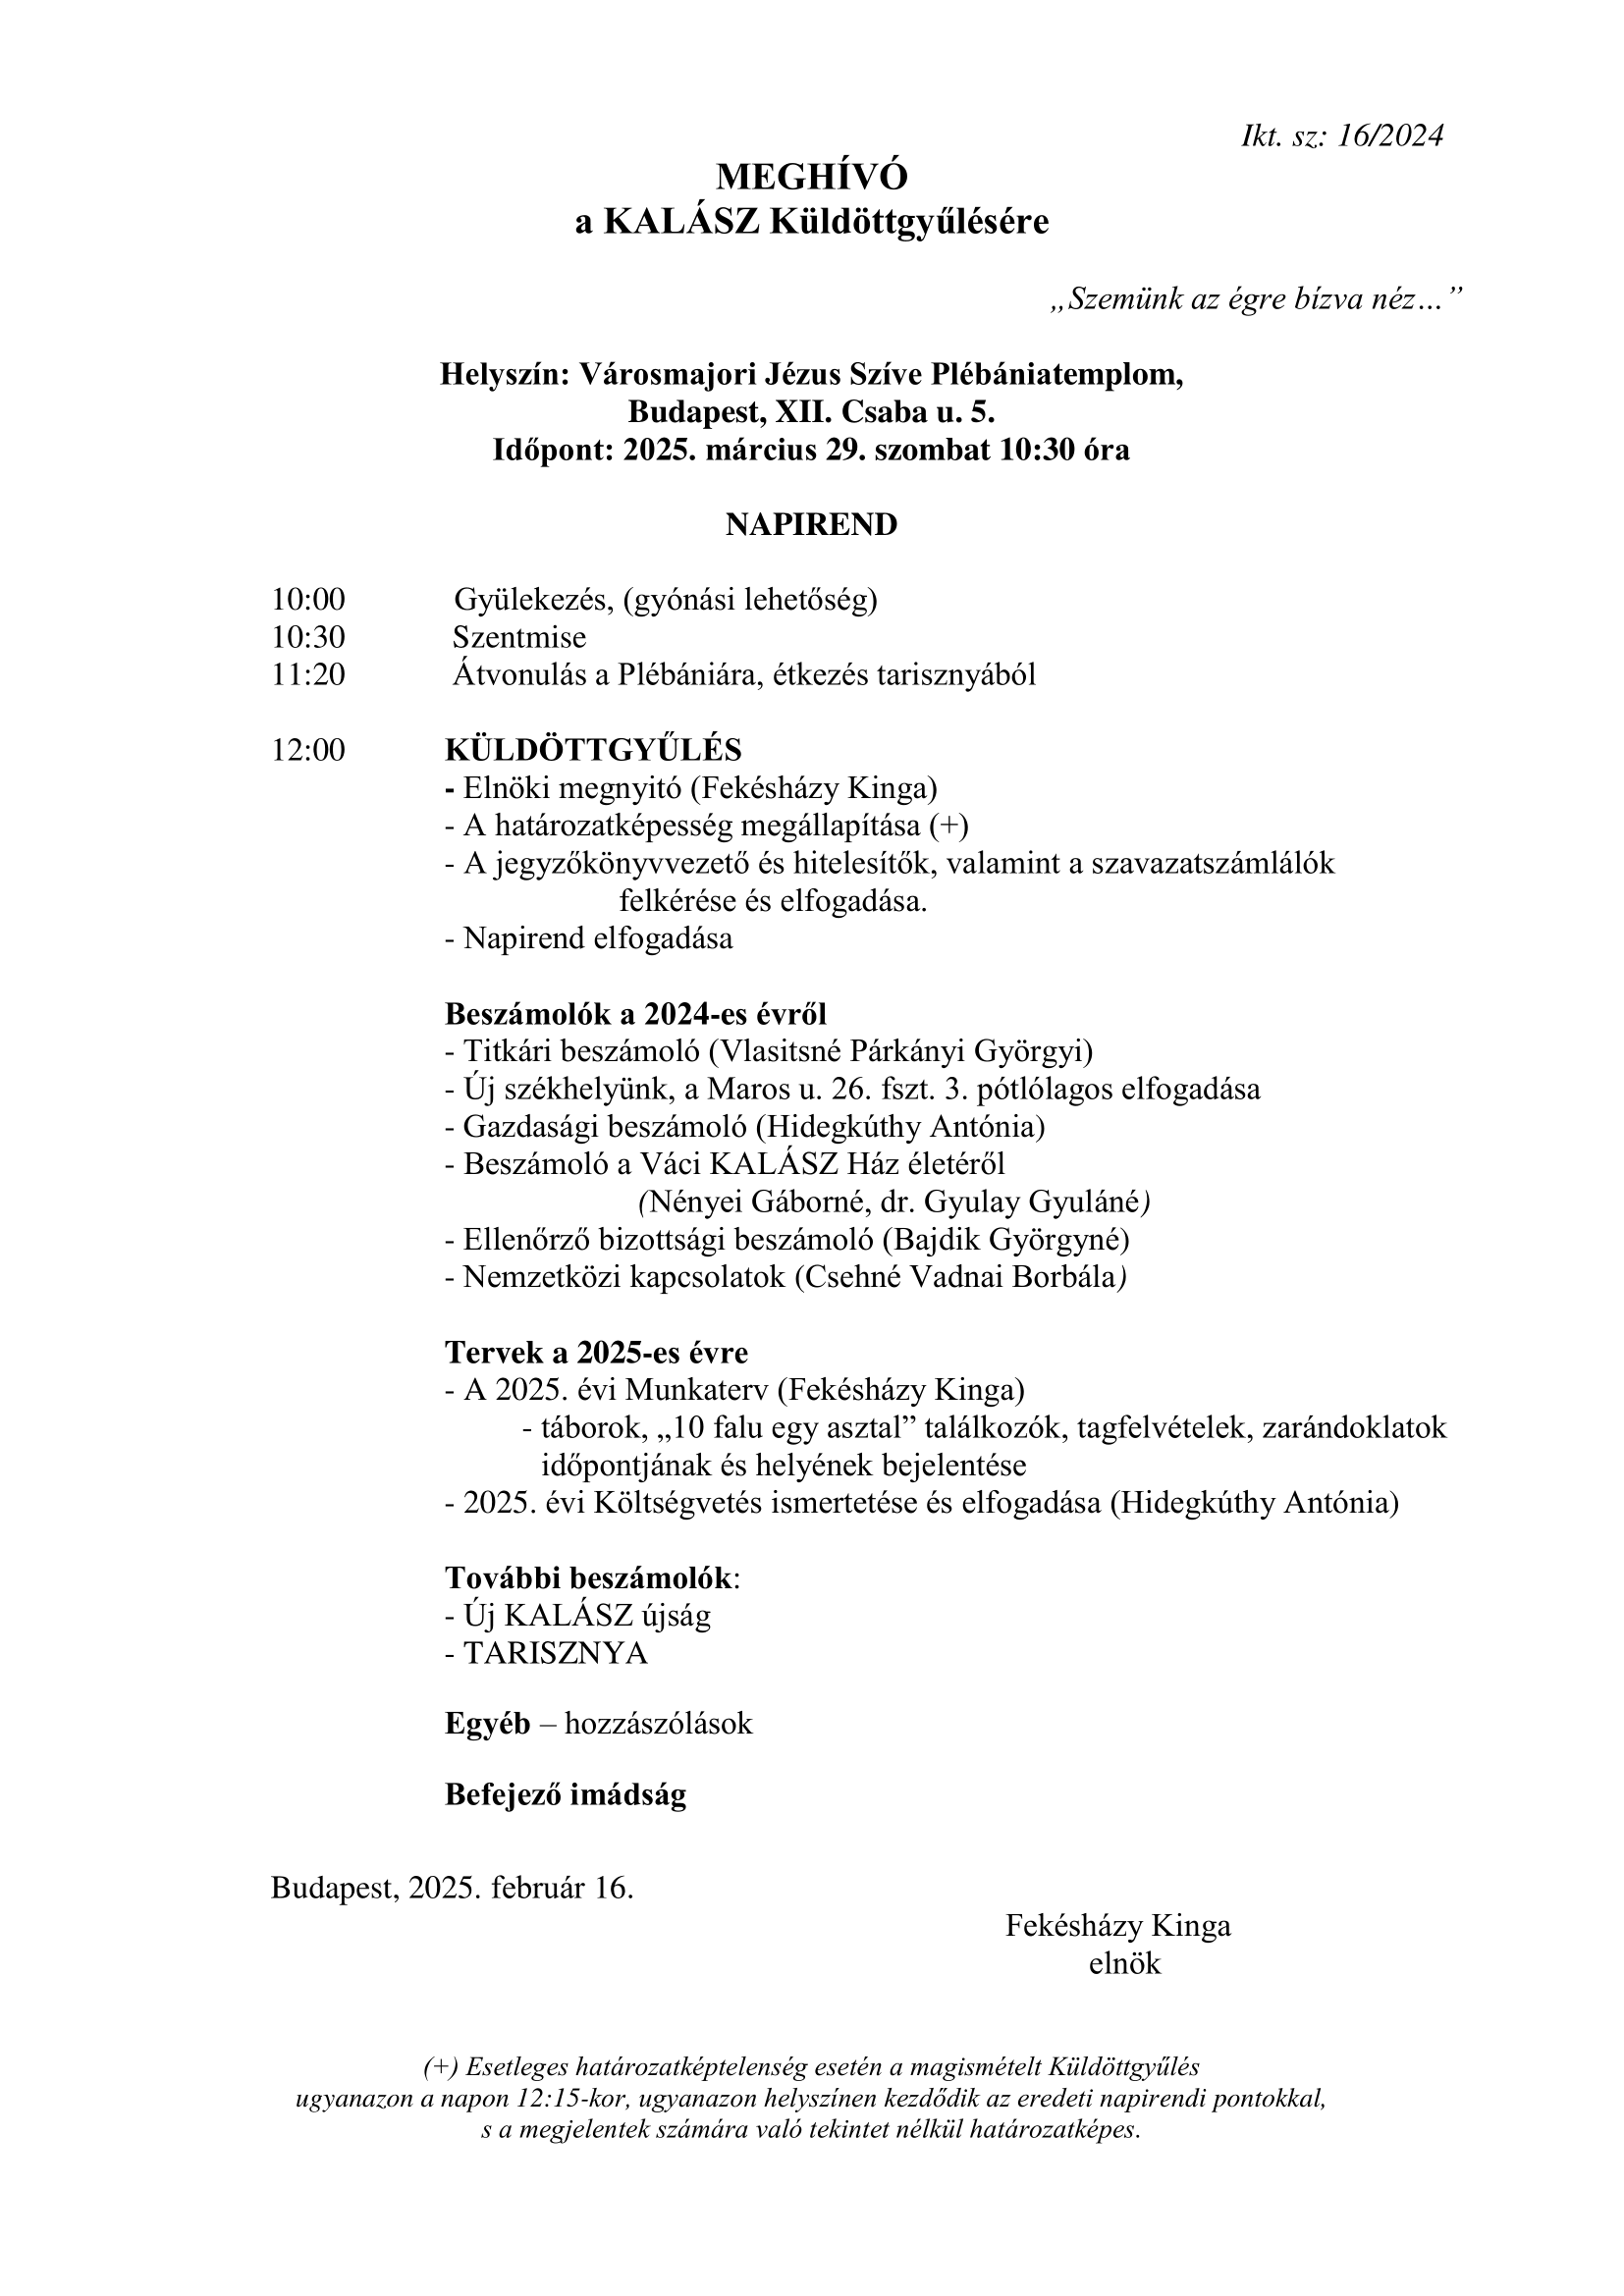 Ikt. sz: 16/2024
MEGHÍVÓ
a KALÁSZ Küldöttgyűlésére
„Szemünk az égre bízva néz…”
Helyszín: Városmajori Jézus Szíve Plébániatemplom,
Budapest, XII. Csaba u. 5.
Időpont: 2025. március 29. szombat 10:30 óra
NAPIREND
10:00 Gyülekezés, (gyónási lehetőség)
10:30 Szentmise
11:20 Átvonulás a Plébániára, étkezés tarisznyából
12:00 KÜLDÖTTGYŰLÉS
- Elnöki megnyitó (Fekésházy Kinga)
- A határozatképesség megállapítása (+)
- A jegyzőkönyvvezető és hitelesítők, valamint a szavazatszámlálók
felkérése és elfogadása.
- Napirend elfogadása
Beszámolók a 2024-es évről
- Titkári beszámoló (Vlasitsné Párkányi Györgyi)
- Új székhelyünk, a Maros u. 26. fszt. 3. pótlólagos elfogadása
- Gazdasági beszámoló (Hidegkúthy Antónia)
- Beszámoló a Váci KALÁSZ Ház életéről
(Nényei Gáborné, dr. Gyulay Gyuláné)
- Ellenőrző bizottsági beszámoló (Bajdik Györgyné)
- Nemzetközi kapcsolatok (Csehné Vadnai Borbála)
Tervek a 2025-es évre
- A 2025. évi Munkaterv (Fekésházy Kinga)
- táborok, „10 falu egy asztal” találkozók, tagfelvételek, zarándoklatok
időpontjának és helyének bejelentése
- 2025. évi Költségvetés ismertetése és elfogadása (Hidegkúthy Antónia)
További beszámolók:
- Új KALÁSZ újság
- TARISZNYA
Egyéb – hozzászólások
Befejező imádság
Budapest, 2025. február 16.
Fekésházy Kinga
elnök
(+) Esetleges határozatképtelenség esetén a magismételt Küldöttgyűlés
ugyanazon a napon 12:15-kor, ugyanazon helyszínen kezdődik az eredeti napirendi pontokkal,
s a megjelentek számára való tekintet nélkül határozatképes.